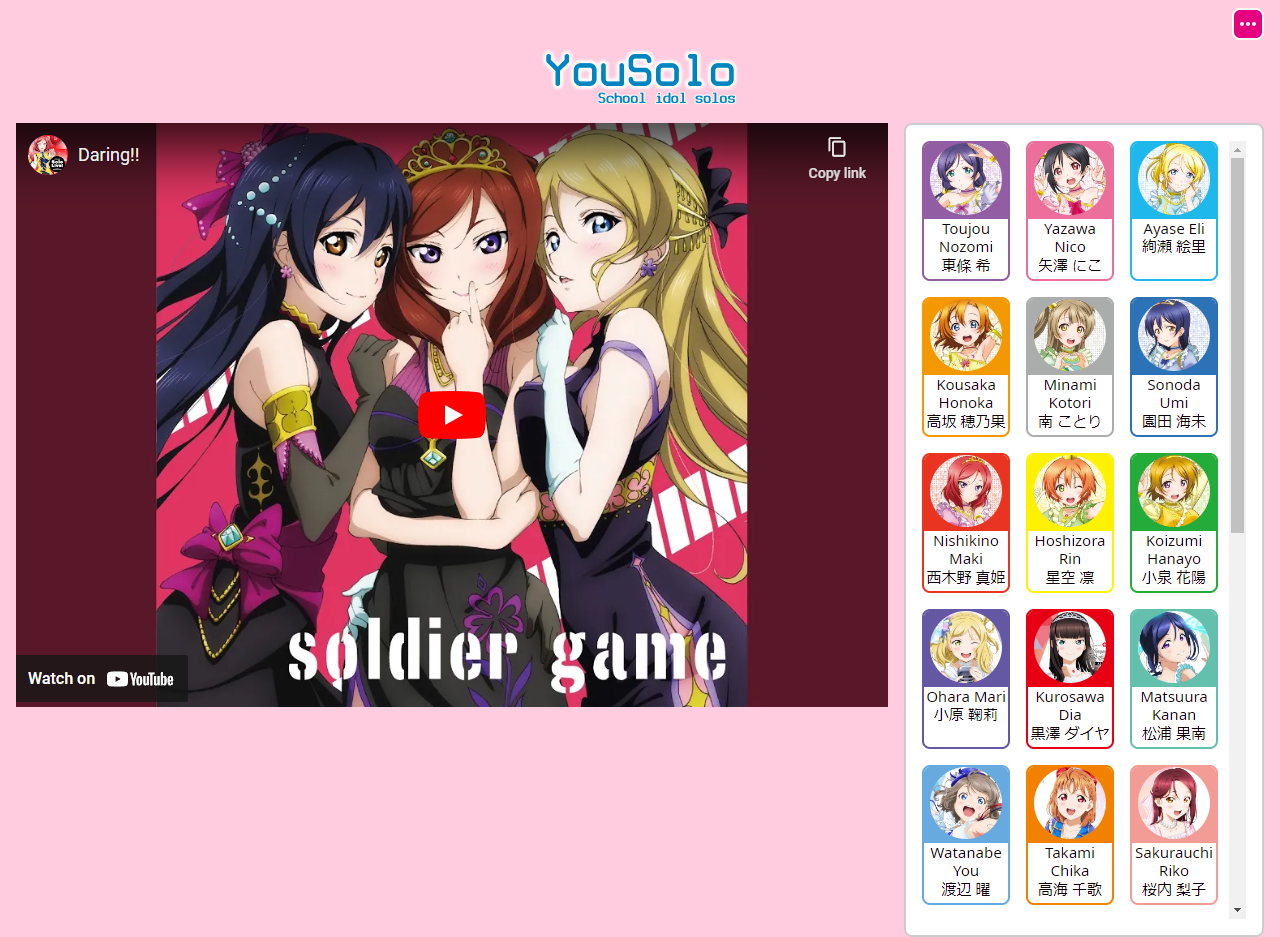 YouSolo
School idol solos
Daring!!
Copy link
soldier game
Watch on YouTube
Toujou
Nozomi
東條 希
Yazawa
Nico
矢澤 にこ
Ayase Eli
絢瀬 絵里
Kousaka
Honoka
高坂 穂乃果
Minami
Kotori
南 ことり
Sonoda
Umi
園田 海未
Nishikino
Maki
西木野 真姫
Hoshizora
Rin
星空 凛
Koizumi
Hanayo
小泉 花陽
Ohara Mari
小原 鞠莉
Kurosawa
Dia
黒澤 ダイヤ
Matsuura
Kanan
松浦 果南
Watanabe
You
渡辺 曜
Takami
Chika
高海 千歌
Sakurauchi
Riko
桜内 梨子